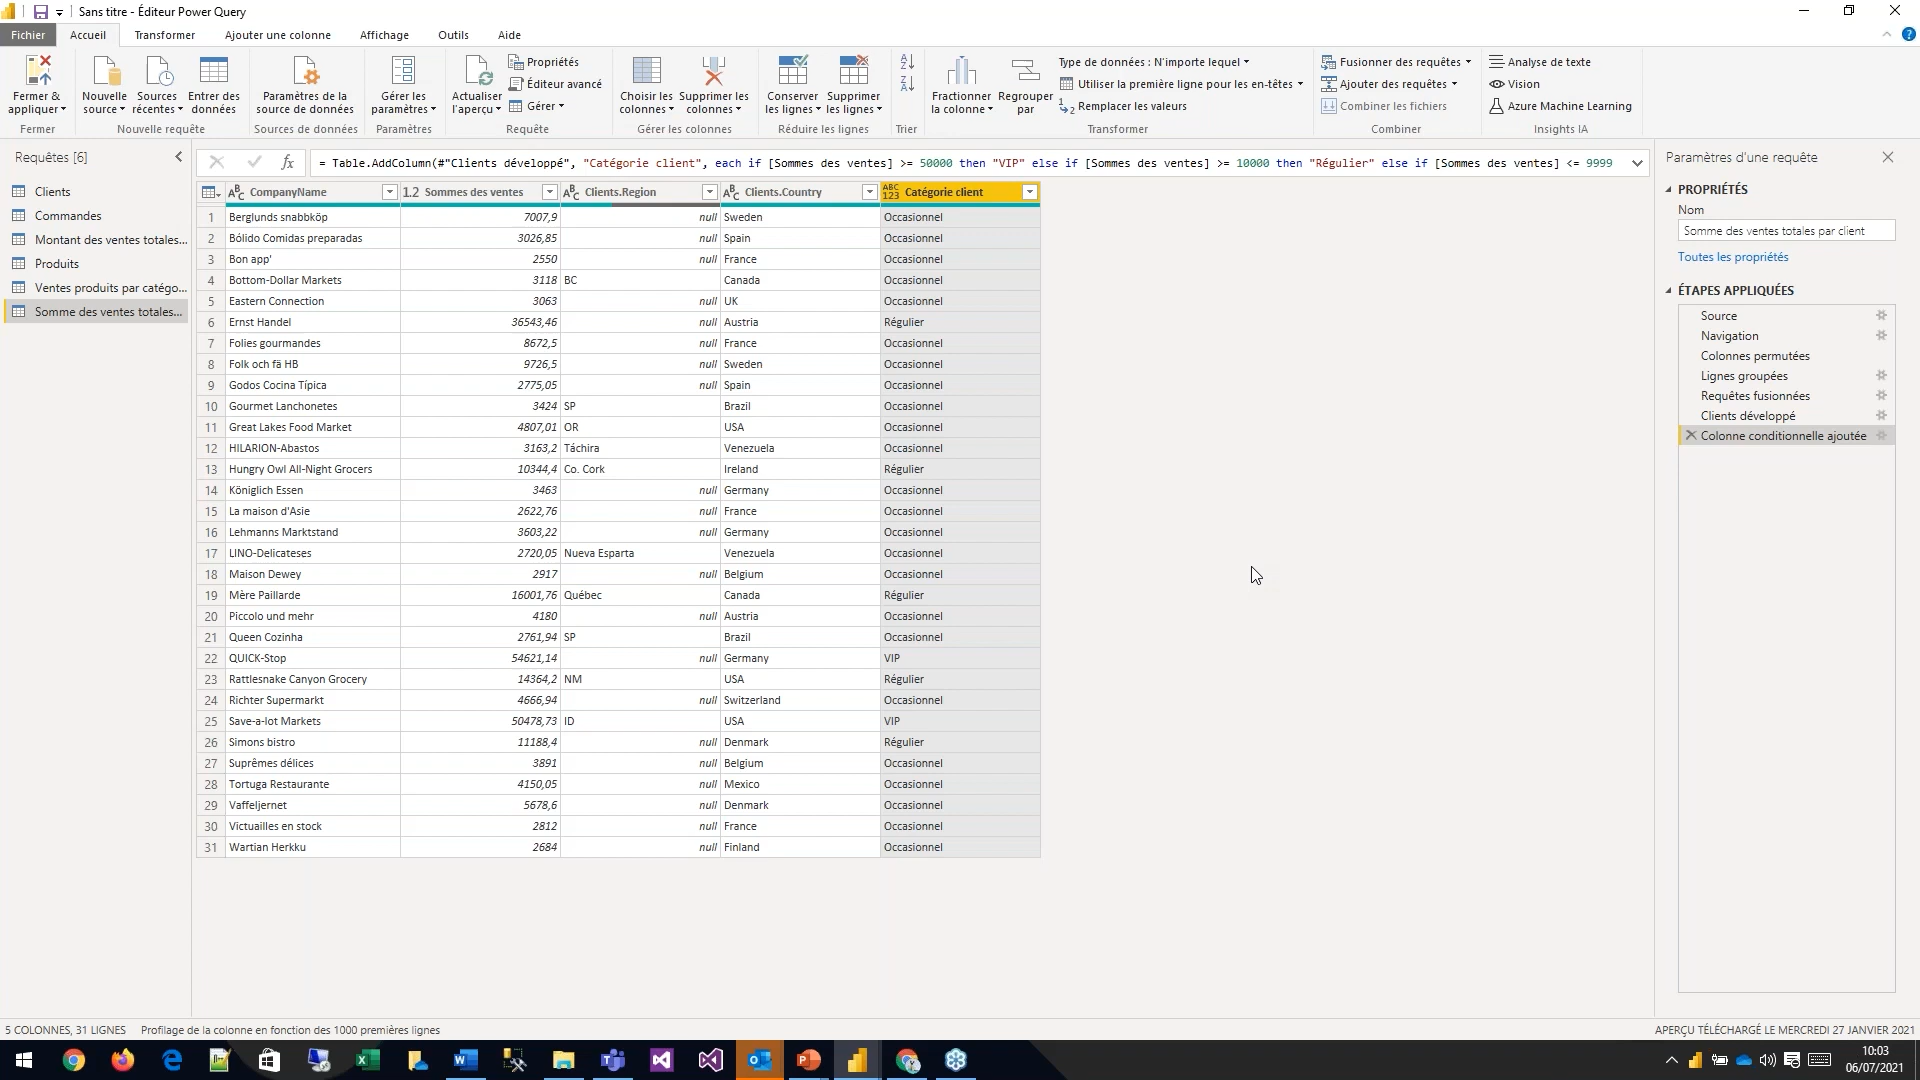 Sans titre - Éditeur Power Query
Fichier Accueil Transformer Ajouter une colonne Affichage Outils Aide
Fermer & appliquer
Fermer
Nouvelle source
Sources récentes
Entrer des données
Nouvelle requête
Paramètres de la source de données
Sources de données
Gérer les paramètres
Paramètres
Actualiser l'aperçu
Propriétés
Éditeur avancé
Gérer
Requête
Choisir les colonnes
Supprimer les colonnes
Gérer les colonnes
Conserver les lignes
Supprimer les lignes
Réduire les lignes
Trier
Fractionner la colonne
Regrouper par
Type de données : N'importe lequel
Utiliser la première ligne pour les en-têtes
Remplacer les valeurs
Transformer
Fusionner des requêtes
Ajouter des requêtes
Combiner les fichiers
Combiner
Analyse de texte
Vision
Azure Machine Learning
Insights IA
Requêtes [6]
Clients
Commandes
Montant des ventes totales...
Produits
Ventes produits par catégo...
Somme des ventes totales...
= Table.AddColumn(#"Clients développé", "Catégorie client", each if [Sommes des ventes] >= 50000 then "VIP" else if [Sommes des ventes] >= 10000 then "Régulier" else if [Sommes des ventes] <= 9999
CompanyName 1.2 Sommes des ventes Clients.Region Clients.Country Catégorie client
1 Berglunds snabbköp 7007,9 null Sweden Occasionnel
2 Bólido Comidas preparadas 3026,85 null Spain Occasionnel
3 Bon app' 2550 null France Occasionnel
4 Bottom-Dollar Markets 3118 BC Canada Occasionnel
5 Eastern Connection 3063 null UK Occasionnel
6 Ernst Handel 36543,46 null Austria Régulier
7 Folies gourmandes 8672,5 null France Occasionnel
8 Folk och fä HB 9726,5 null Sweden Occasionnel
9 Godos Cocina Típica 2775,05 null Spain Occasionnel
10 Gourmet Lanchonetes 3424 SP Brazil Occasionnel
11 Great Lakes Food Market 4807,01 OR USA Occasionnel
12 HILARION-Abastos 3163,2 Táchira Venezuela Occasionnel
13 Hungry Owl All-Night Grocers 10344,4 Co. Cork Ireland Régulier
14 Königlich Essen 3463 null Germany Occasionnel
15 La maison d'Asie 2622,76 null France Occasionnel
16 Lehmanns Marktstand 3603,22 null Germany Occasionnel
17 LINO-Delicateses 2720,05 Nueva Esparta Venezuela Occasionnel
18 Maison Dewey 2917 null Belgium Occasionnel
19 Mère Paillarde 16001,76 Québec Canada Régulier
20 Piccolo und mehr 4180 null Austria Occasionnel
21 Queen Cozinha 2761,94 SP Brazil Occasionnel
22 QUICK-Stop 54621,14 null Germany VIP
23 Rattlesnake Canyon Grocery 14364,2 NM USA Régulier
24 Richter Supermarkt 4666,94 null Switzerland Occasionnel
25 Save-a-lot Markets 50478,73 ID USA VIP
26 Simons bistro 11188,4 null Denmark Régulier
27 Suprêmes délices 3891 null Belgium Occasionnel
28 Tortuga Restaurante 4150,05 null Mexico Occasionnel
29 Vaffeljernet 5678,6 null Denmark Occasionnel
30 Victuailles en stock 2812 null France Occasionnel
31 Wartian Herkku 2684 null Finland Occasionnel
Paramètres d'une requête
PROPRIÉTÉS
Nom
Somme des ventes totales par client
Toutes les propriétés
ÉTAPES APPLIQUÉES
Source
Navigation
Colonnes permutées
Lignes groupées
Requêtes fusionnées
Clients développé
Colonne conditionnelle ajoutée
5 COLONNES, 31 LIGNES Profilage de la colonne en fonction des 1000 premières lignes
APERÇU TÉLÉCHARGÉ LE MERCREDI 27 JANVIER 2021
10:03
06/07/2021